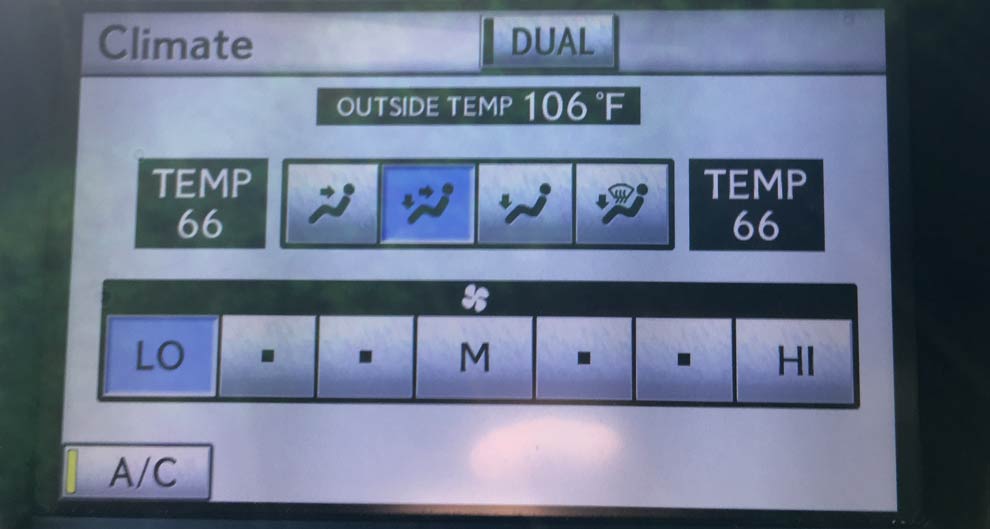 Climate
DUAL
OUTSIDE TEMP 106°F
TEMP
66
TEMP
66
LO
M
HI
A/C